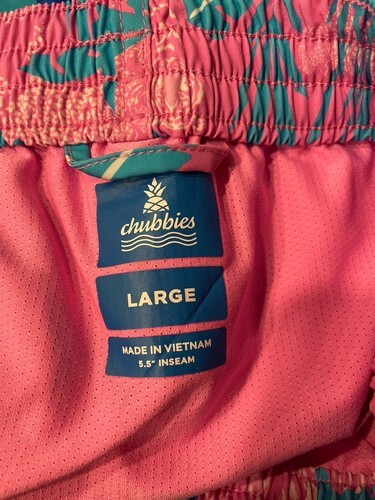 chubbies
LARGE
MADE IN VIETNAM
5.5" INSEAM